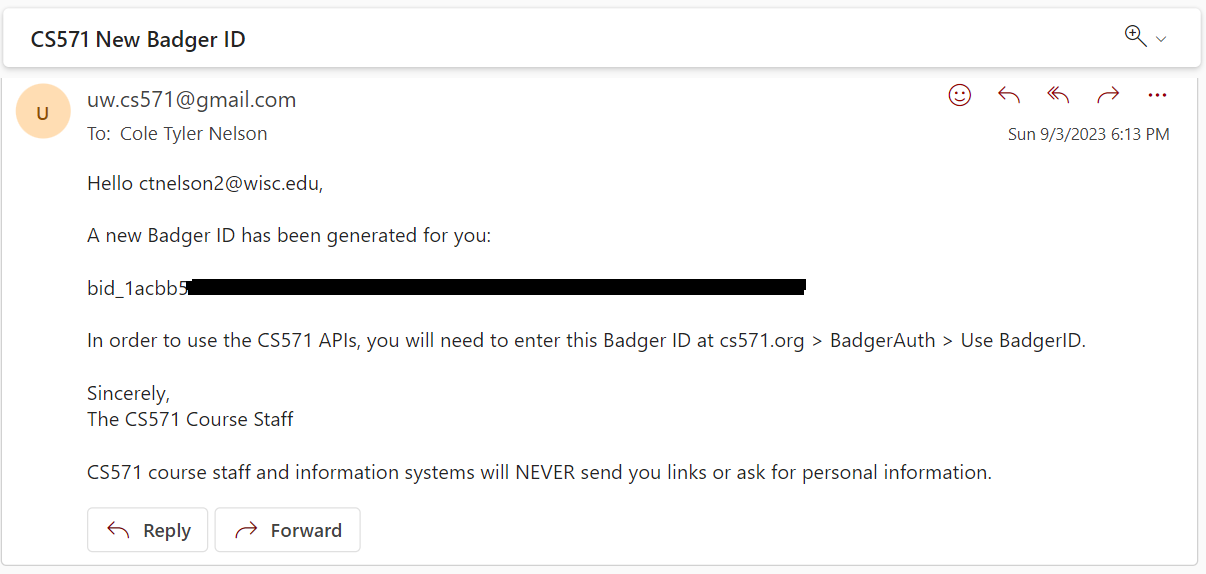 CS571 New Badger ID
U
uw.cs571@gmail.com
To: Cole Tyler Nelson
Sun 9/3/2023 6:13 PM
Hello ctnelson2@wisc.edu,
A new Badger ID has been generated for you:
bid_1acbb5
In order to use the CS571 APIs, you will need to enter this Badger ID at cs571.org > BadgerAuth > Use BadgerID.
Sincerely,
The CS571 Course Staff
CS571 course staff and information systems will NEVER send you links or ask for personal information.
Reply
Forward